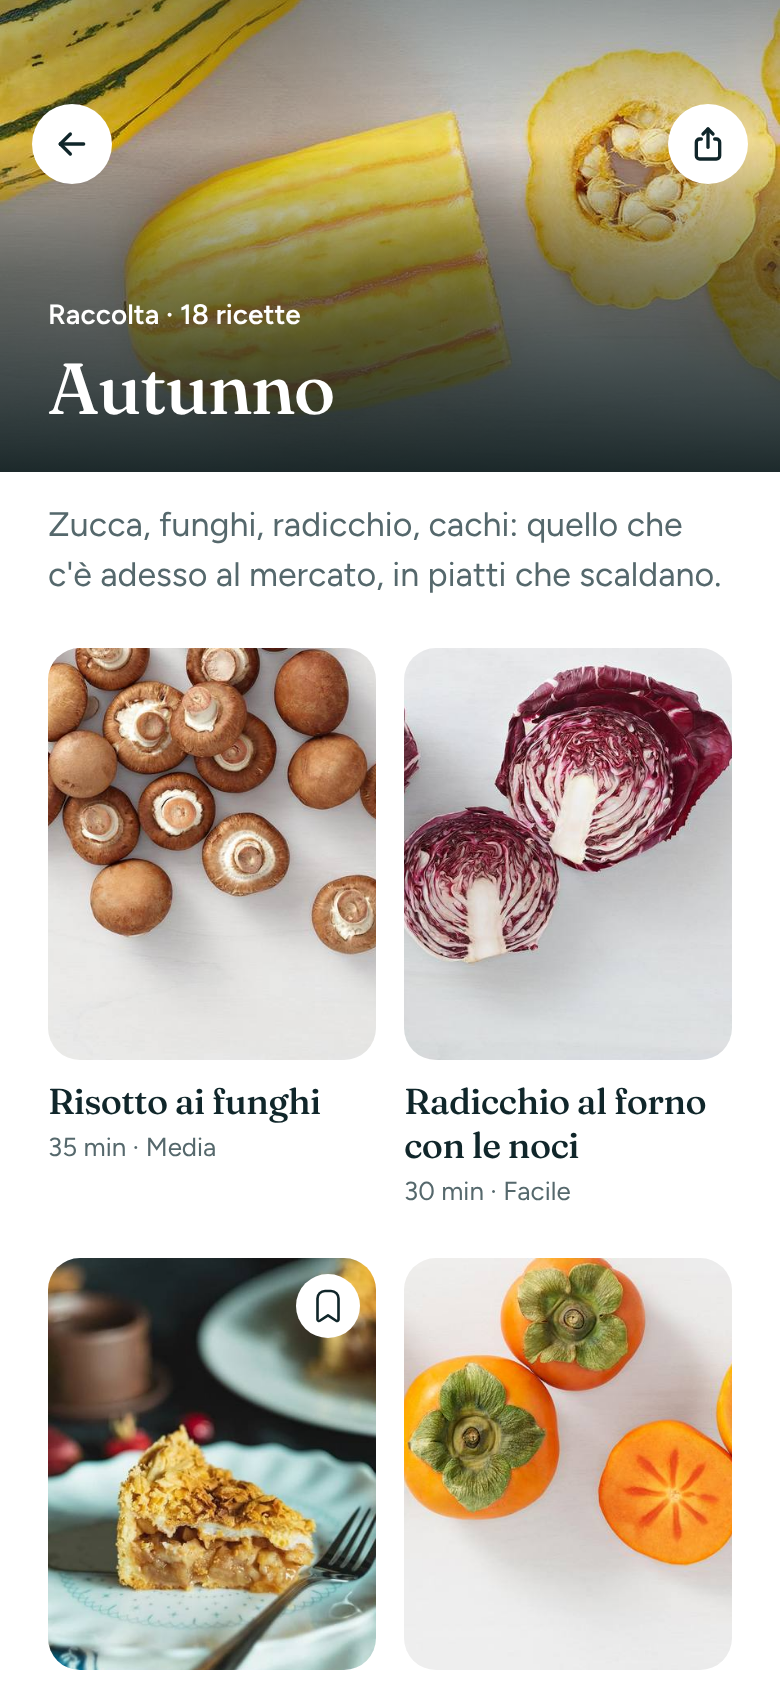 Raccolta · 18 ricette
Autunno
Zucca, funghi, radicchio, cachi: quello che
c'è adesso al mercato, in piatti che scaldano.
Risotto ai funghi
35 min · Media
Radicchio al forno
con le noci
30 min · Facile